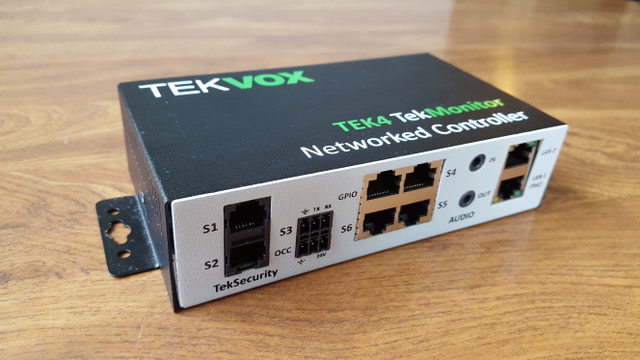 TEKVOX
TEK4 TekMonitor
Networked Controller
S1
S2
TekSecurity
S3
TX RX
OCC
24V
GPIO
S6
S4
S5
IN
OUT
AUDIO
LAN 2
LAN 1
(PoE)